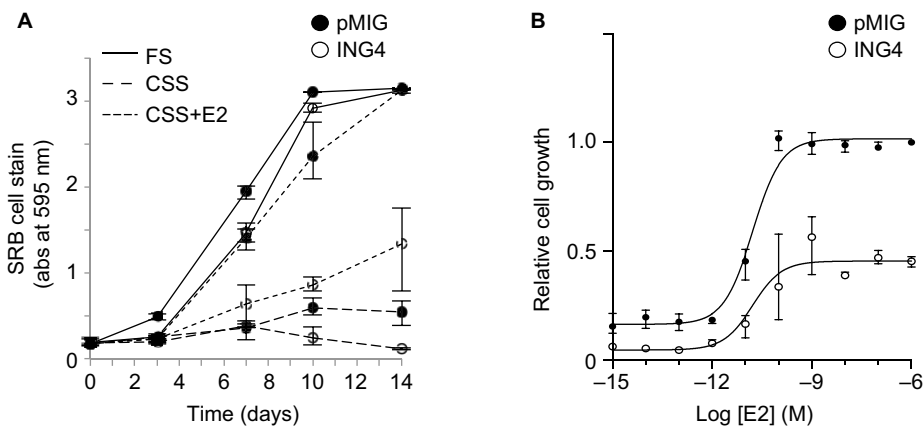 A
pMIG
ING4
FS
CSS
CSS+E2
SRB cell stain
(abs at 595 nm)
3
2
1
0
0
2
4
6
8
10
12
14
Time (days)
B
pMIG
ING4
Relative cell growth
1.0
0.5
0
–15
–12
–9
–6
Log [E2] (M)